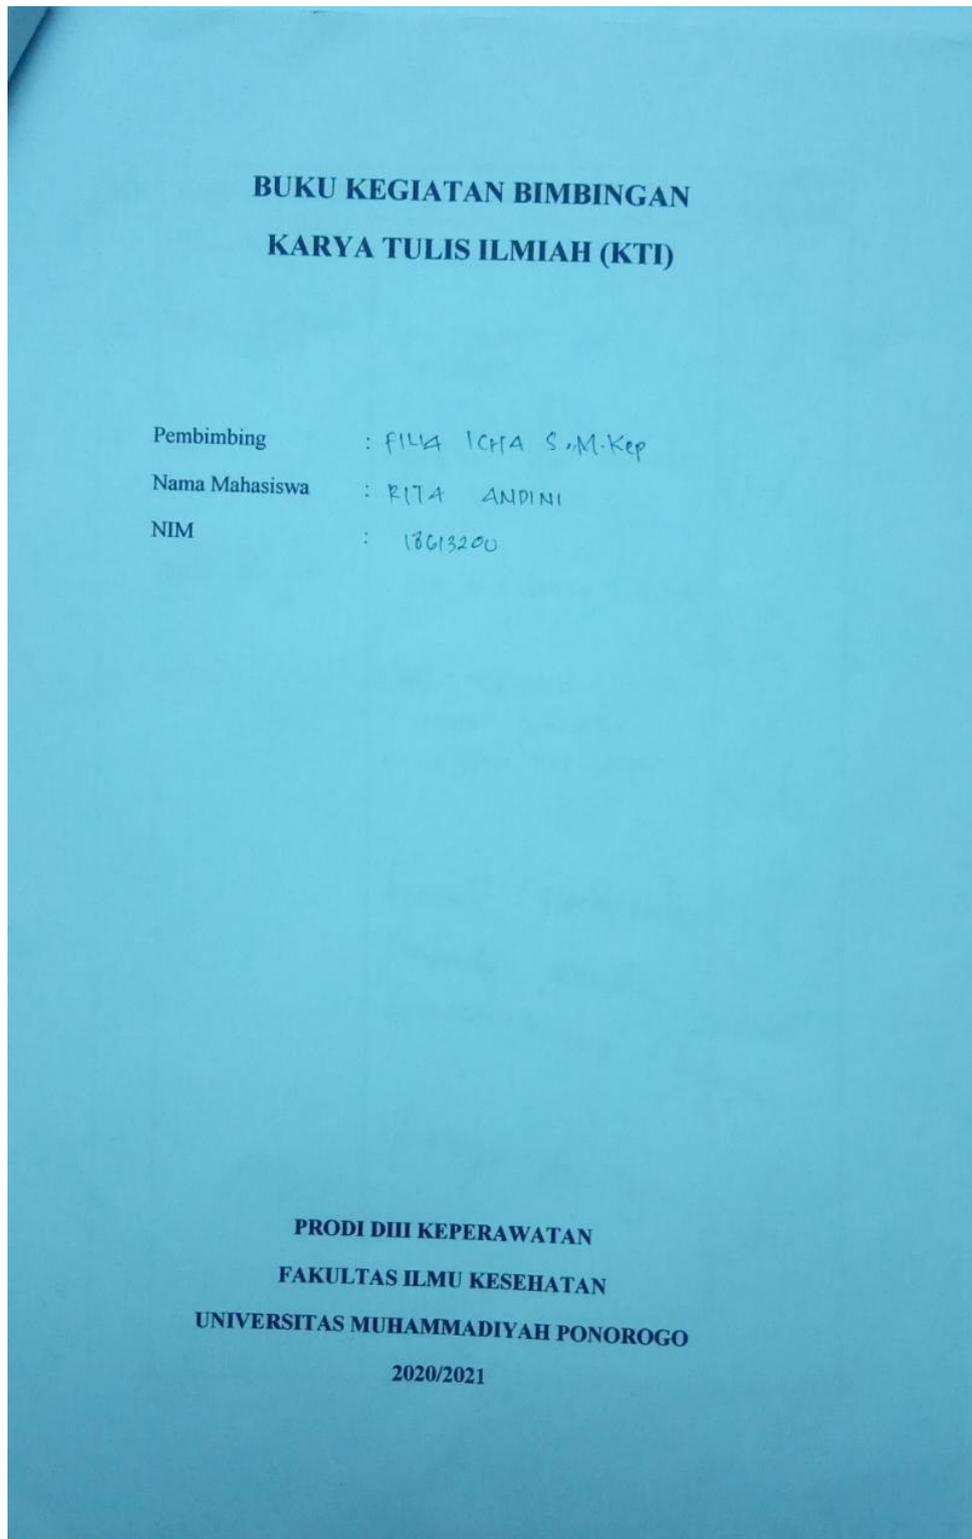 BUKU KEGIATAN BIMBINGAN
KARYA TULIS ILMIAH (KTI)
Pembimbing : FILIA ICHA S.,M.Kep
Nama Mahasiswa : RITA ANDINI
NIM : 18613200
PRODI DIII KEPERAWATAN
FAKULTAS ILMU KESEHATAN
UNIVERSITAS MUHAMMADIYAH PONOROGO
2020/2021